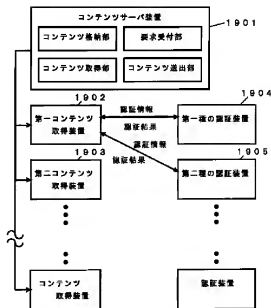 コンテンツサーバ装置
1901
コンテンツ格納部
要求受付部
コンテンツ取得部
コンテンツ送出部
1902
1904
第一コンテンツ
取得装置
認証情報
認証結果
第一種の認証装置
1903
認証情報
認証結果
1905
第二コンテンツ
取得装置
第二種の認証装置
コンテンツ
取得装置
認証装置